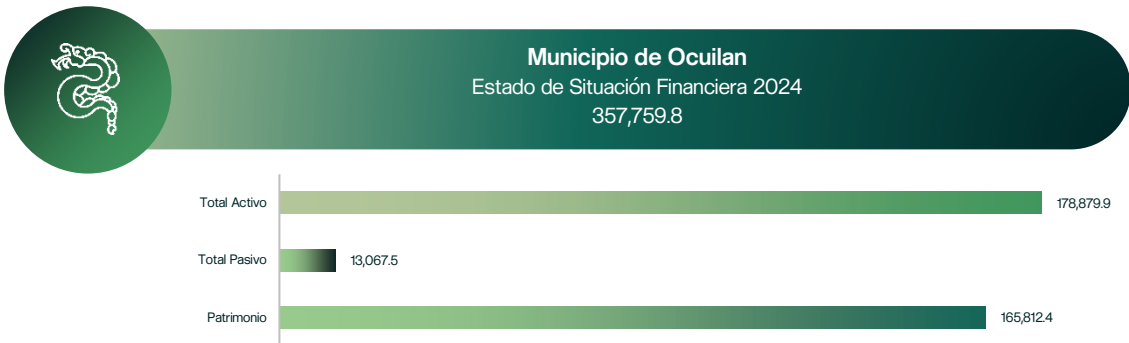 Municipio de Ocuilan
Estado de Situación Financiera 2024
357,759.8
Total Activo 178,879.9
Total Pasivo 13,067.5
Patrimonio 165,812.4